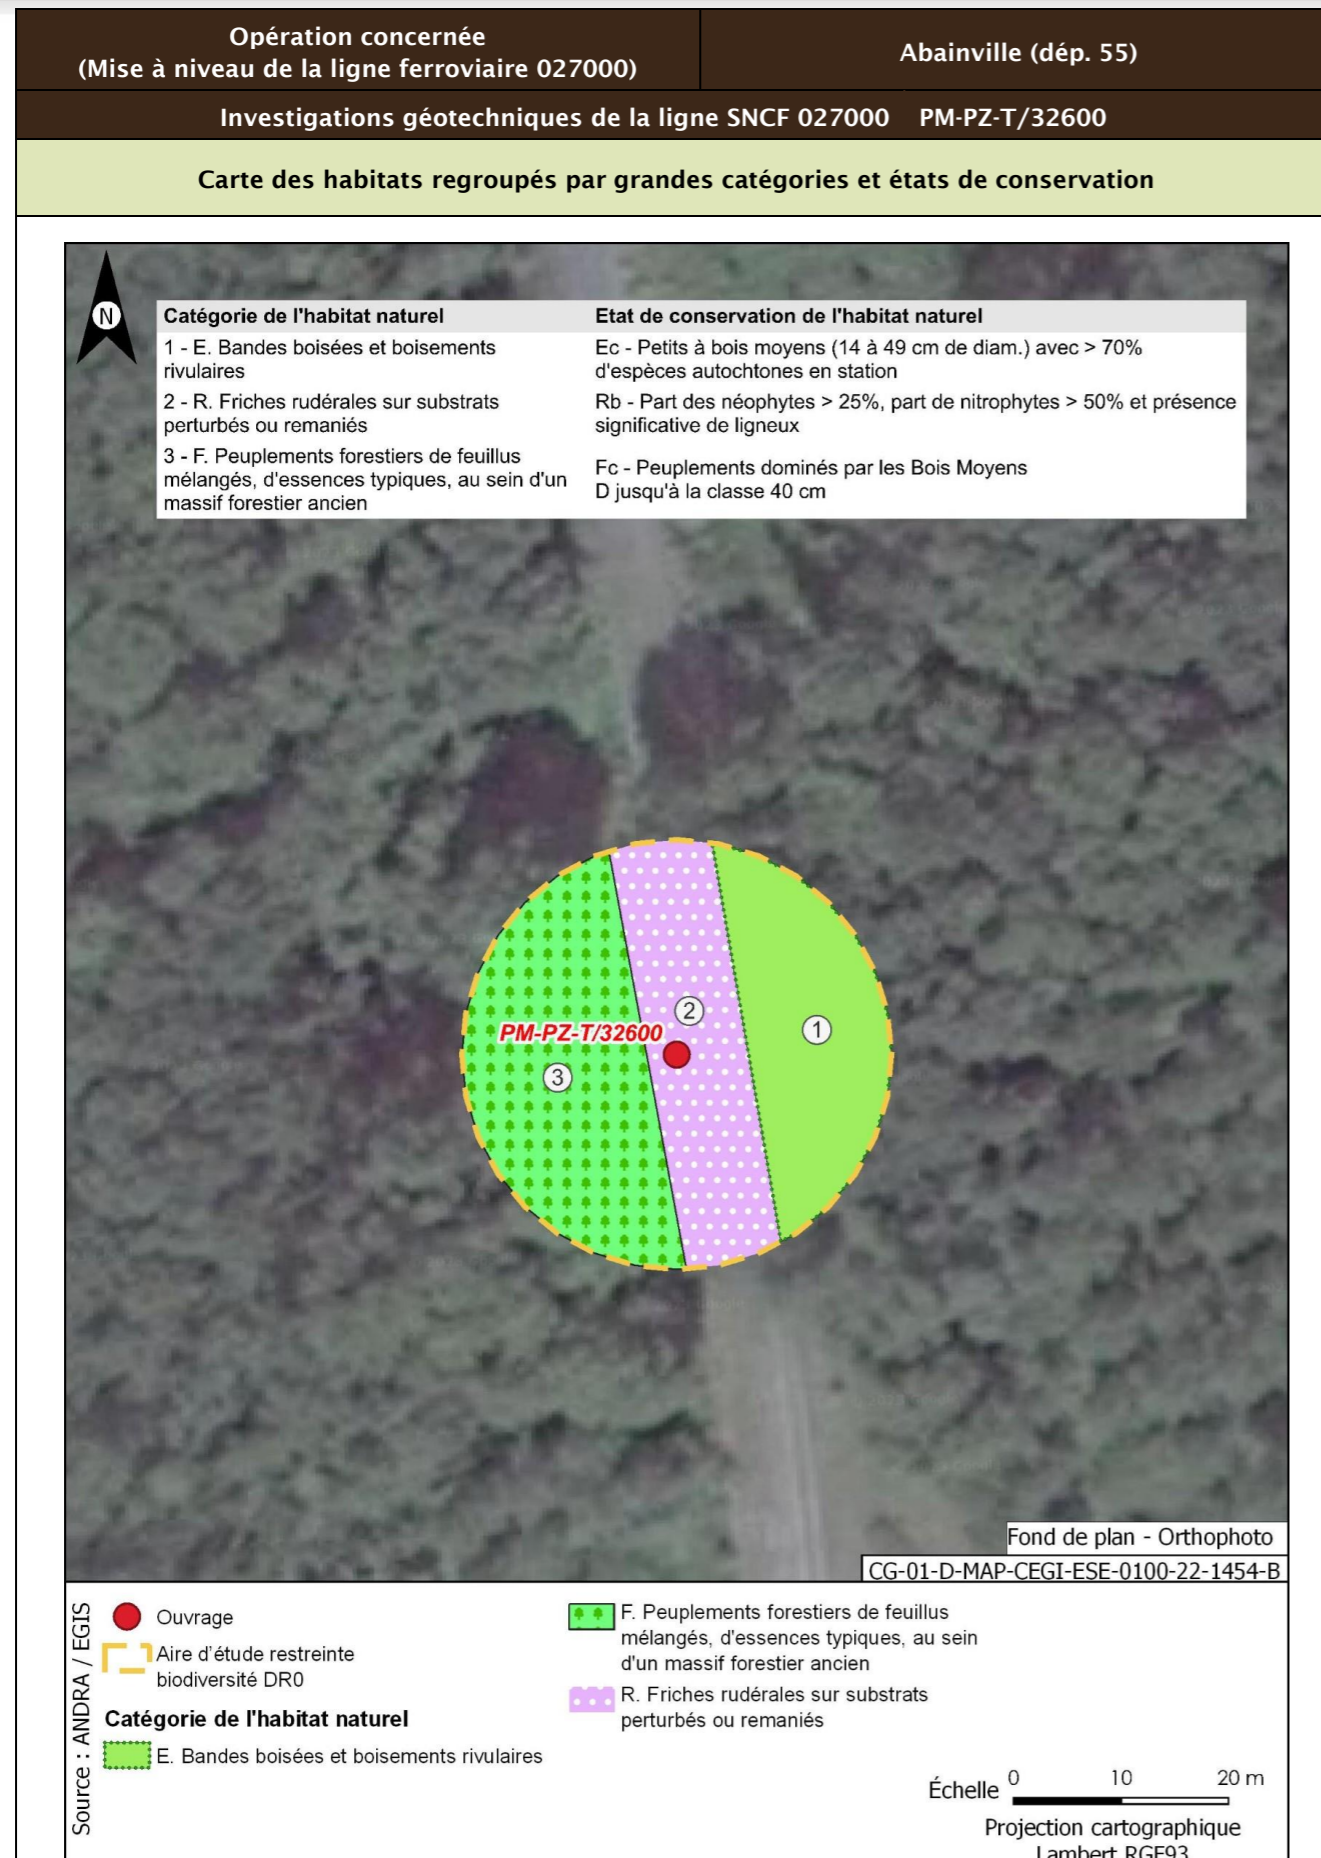 Opération concernée
(Mise à niveau de la ligne ferroviaire 027000)
Abainville (dép. 55)
Investigations géotechniques de la ligne SNCF 027000 PM-PZ-T/32600
Carte des habitats regroupés par grandes catégories et états de conservation
N
Catégorie de l'habitat naturel
Etat de conservation de l'habitat naturel
1 - E. Bandes boisées et boisements
rivulaires
Ec - Petits à bois moyens (14 à 49 cm de diam.) avec > 70%
d'espèces autochtones en station
2 - R. Friches rudérales sur substrats
perturbés ou remaniés
Rb - Part des néophytes > 25%, part de nitrophytes > 50% et présence
significative de ligneux
3 - F. Peuplements forestiers de feuillus
mélangés, d'essences typiques, au sein d'un
massif forestier ancien
Fc - Peuplements dominés par les Bois Moyens
D jusqu'à la classe 40 cm
2
1
PM-PZ-T/32600
3
Fond de plan - Orthophoto
CG-01-D-MAP-CEGI-ESE-0100-22-1454-B
Source : ANDRA / EGIS
Ouvrage
Aire d'étude restreinte
biodiversité DR0
Catégorie de l'habitat naturel
E. Bandes boisées et boisements rivulaires
F. Peuplements forestiers de feuillus
mélangés, d'essences typiques, au sein
d'un massif forestier ancien
R. Friches rudérales sur substrats
perturbés ou remaniés
Échelle 0 10 20 m
Projection cartographique
Lambert RGF93